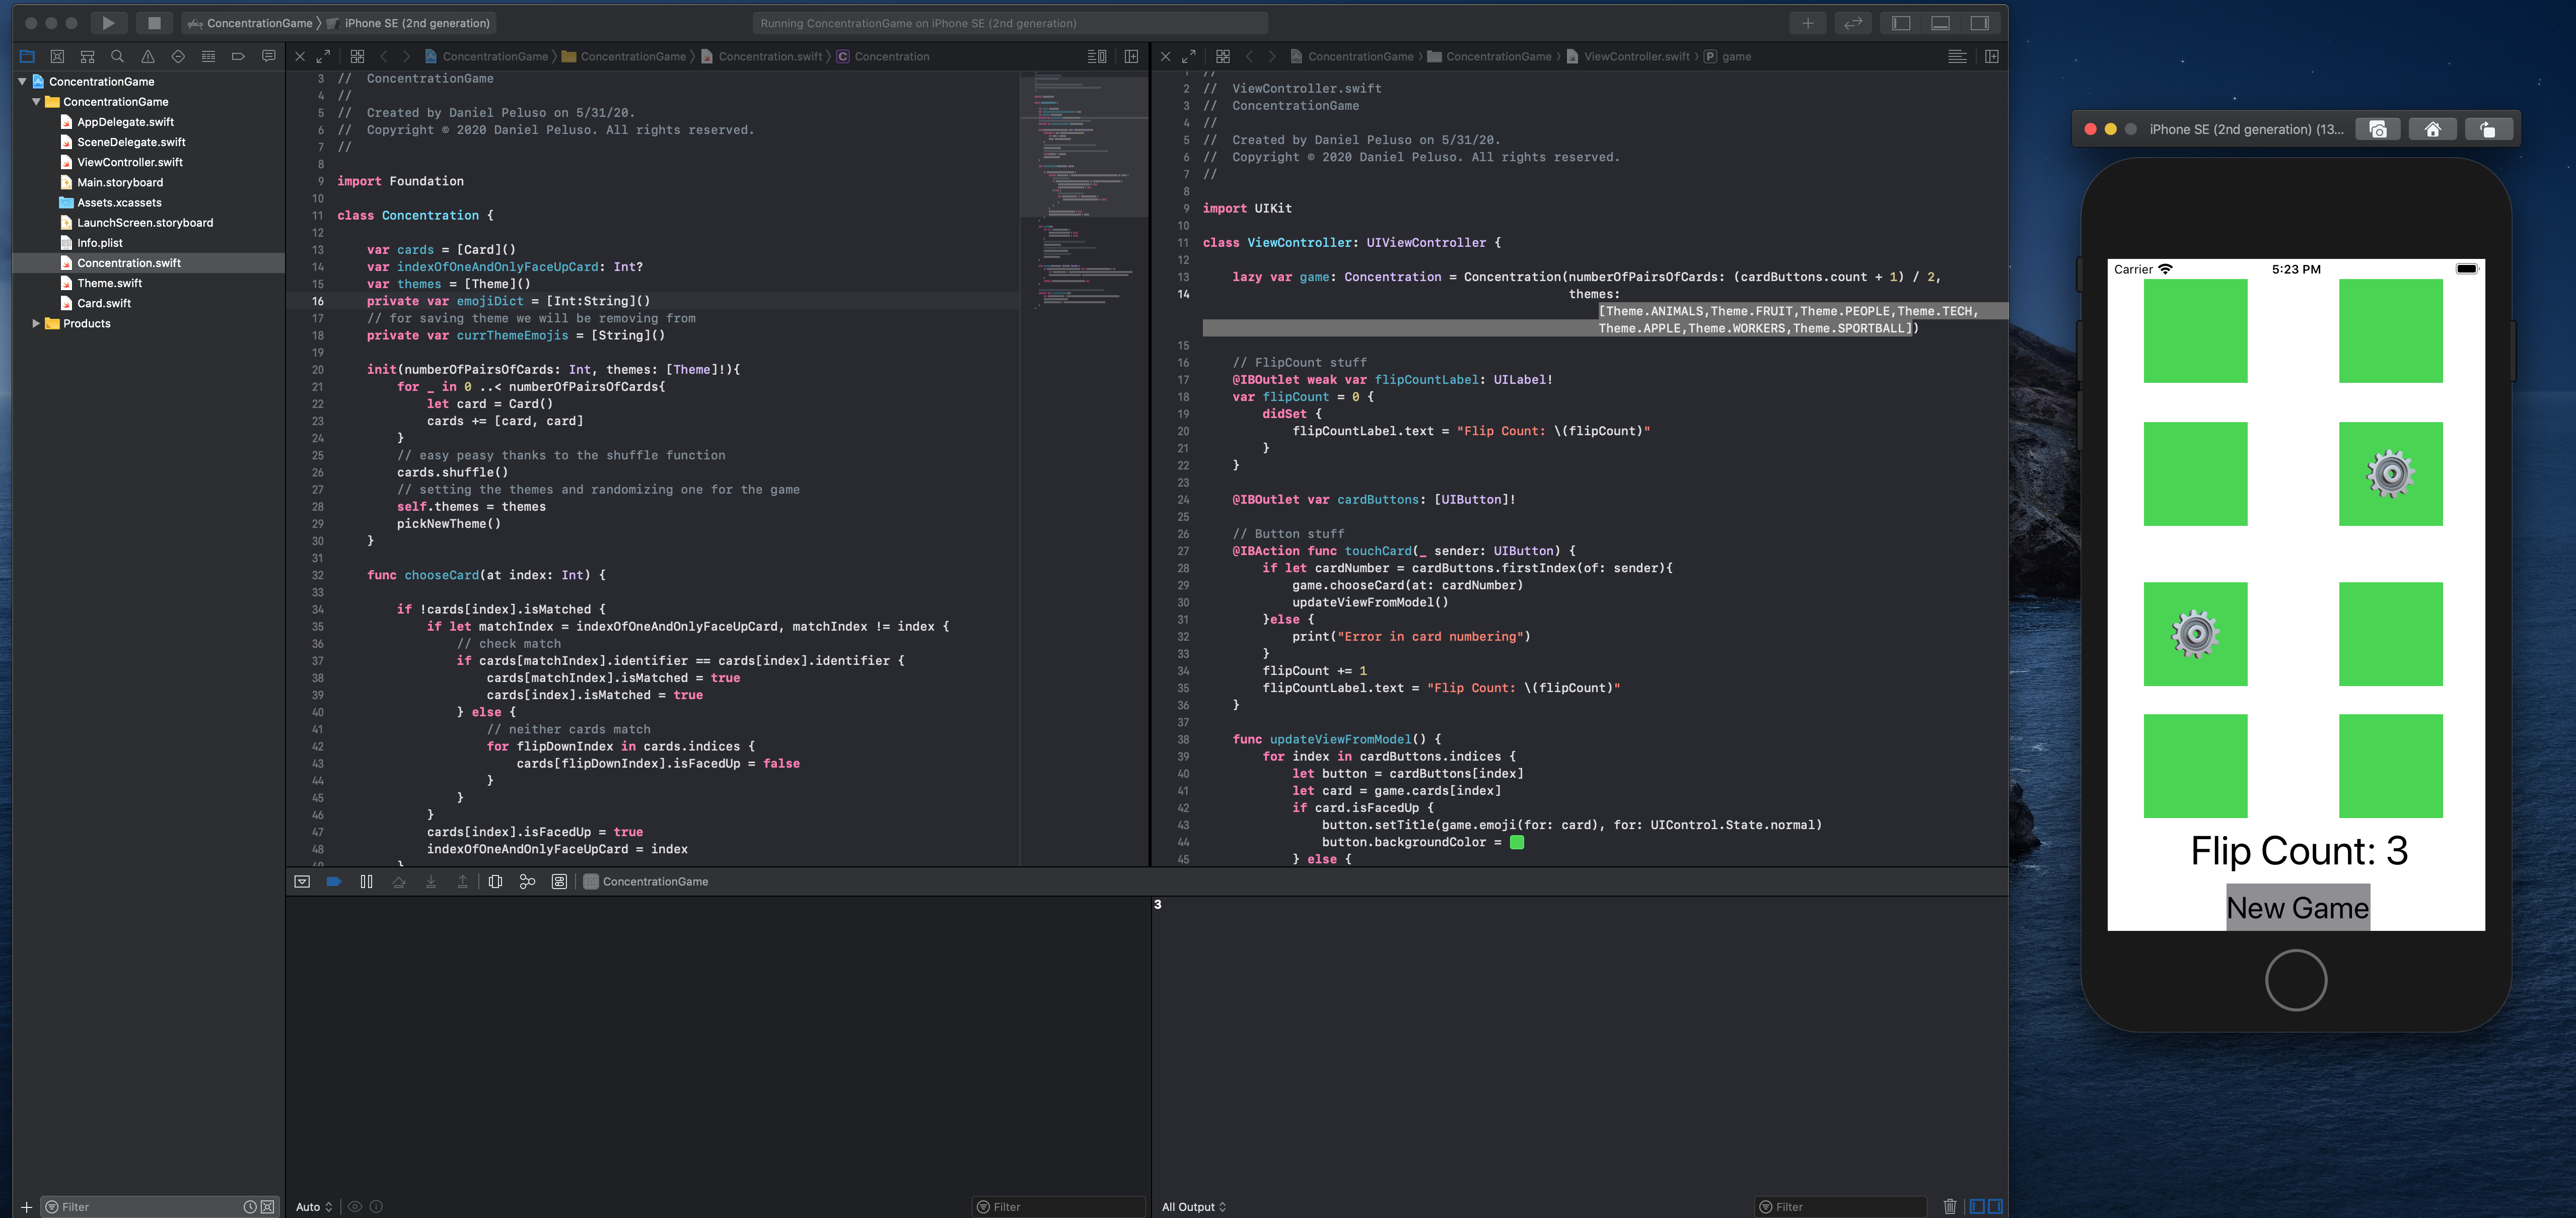 ConcentrationGame 〉 iPhone SE (2nd generation)
Running ConcentrationGame on iPhone SE (2nd generation)
ConcentrationGame
ConcentrationGame
AppDelegate.swift
SceneDelegate.swift
ViewController.swift
Main.storyboard
Assets.xcassets
LaunchScreen.storyboard
Info.plist
Concentration.swift
Theme.swift
Card.swift
Products
Filter
ConcentrationGame 〉 ConcentrationGame 〉 Concentration.swift 〉 C Concentration
3 //  ConcentrationGame
4 //
5 //  Created by Daniel Peluso on 5/31/20.
6 //  Copyright © 2020 Daniel Peluso. All rights reserved.
7 //
8
9 import Foundation
10
11 class Concentration {
12
13     var cards = [Card]()
14     var indexOfOneAndOnlyFaceUpCard: Int?
15     var themes = [Theme]()
16     private var emojiDict = [Int:String]()
17     // for saving theme we will be removing from
18     private var currThemeEmojis = [String]()
19
20     init(numberOfPairsOfCards: Int, themes: [Theme]!){
21         for _ in 0 ..< numberOfPairsOfCards{
22             let card = Card()
23             cards += [card, card]
24         }
25         // easy peasy thanks to the shuffle function
26         cards.shuffle()
27         // setting the themes and randomizing one for the game
28         self.themes = themes
29         pickNewTheme()
30     }
31
32     func chooseCard(at index: Int) {
33
34         if !cards[index].isMatched {
35             if let matchIndex = indexOfOneAndOnlyFaceUpCard, matchIndex != index {
36                 // check match
37                 if cards[matchIndex].identifier == cards[index].identifier {
38                     cards[matchIndex].isMatched = true
39                     cards[index].isMatched = true
40                 } else {
41                     // neither cards match
42                     for flipDownIndex in cards.indices {
43                         cards[flipDownIndex].isFacedUp = false
44                     }
45                 }
46             }
47             cards[index].isFacedUp = true
48             indexOfOneAndOnlyFaceUpCard = index
49         }
ConcentrationGame 〉 ConcentrationGame 〉 ViewController.swift 〉 P game
1 //
2 //  ViewController.swift
3 //  ConcentrationGame
4 //
5 //  Created by Daniel Peluso on 5/31/20.
6 //  Copyright © 2020 Daniel Peluso. All rights reserved.
7 //
8
9 import UIKit
10
11 class ViewController: UIViewController {
12
13     lazy var game: Concentration = Concentration(numberOfPairsOfCards: (cardButtons.count + 1) / 2,
14 themes:
[Theme.ANIMALS,Theme.FRUIT,Theme.PEOPLE,Theme.TECH,
Theme.APPLE,Theme.WORKERS,Theme.SPORTBALL])
15
16     // FlipCount stuff
17     @IBOutlet weak var flipCountLabel: UILabel!
18     var flipCount = 0 {
19         didSet {
20             flipCountLabel.text = "Flip Count: \(flipCount)"
21         }
22     }
23
24     @IBOutlet var cardButtons: [UIButton]!
25
26     // Button stuff
27     @IBAction func touchCard(_ sender: UIButton) {
28         if let cardNumber = cardButtons.firstIndex(of: sender){
29             game.chooseCard(at: cardNumber)
30             updateViewFromModel()
31         }else {
32             print("Error in card numbering")
33         }
34         flipCount += 1
35         flipCountLabel.text = "Flip Count: \(flipCount)"
36     }
37
38     func updateViewFromModel() {
39         for index in cardButtons.indices {
40             let button = cardButtons[index]
41             let card = game.cards[index]
42             if card.isFacedUp {
43                 button.setTitle(game.emoji(for: card), for: UIControl.State.normal)
44                 button.backgroundColor =
45             } else {
ConcentrationGame
3
Auto
Filter
All Output
Filter
iPhone SE (2nd generation) (13...
Carrier 5:23 PM
Flip Count: 3
New Game